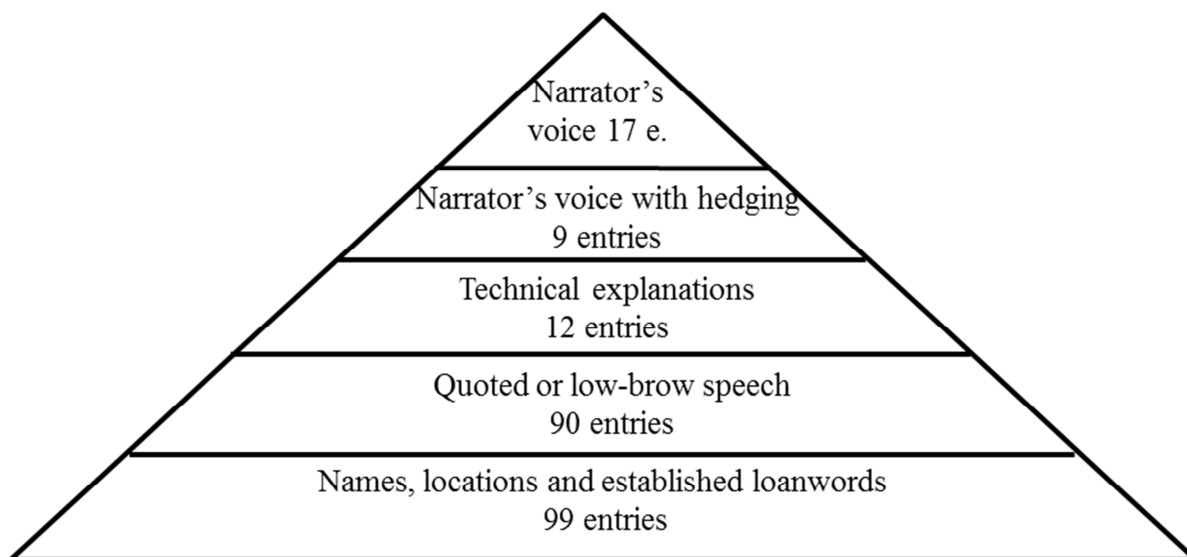 Narrator’s
voice 17 e.
Narrator’s voice with hedging
9 entries
Technical explanations
12 entries
Quoted or low-brow speech
90 entries
Names, locations and established loanwords
99 entries